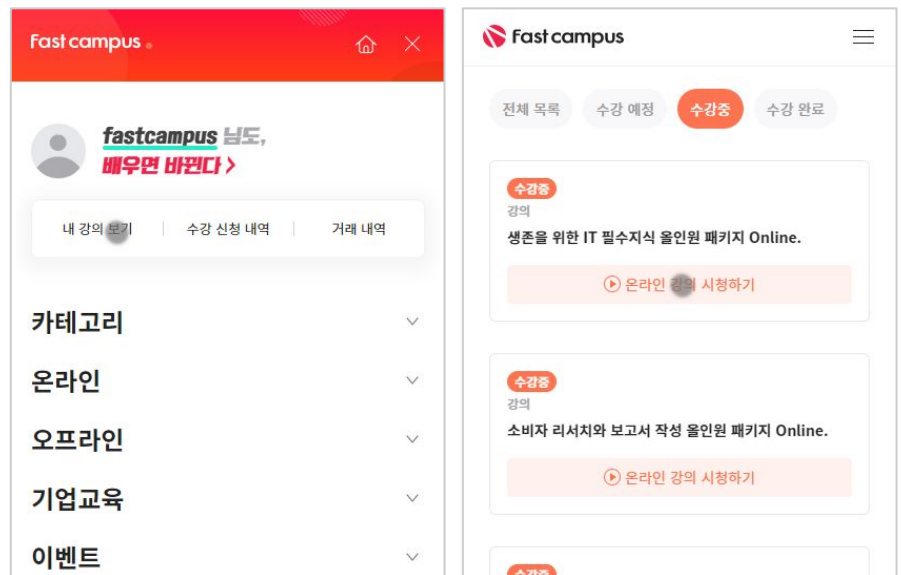 Fast campus.
fastcampus 님도,
배우면 바뀐다 >
내 강의 보기
수강 신청 내역
거래 내역
카테고리
온라인
오프라인
기업교육
이벤트
Fast campus
전체 목록
수강 예정
수강중
수강 완료
수강중
강의
생존을 위한 IT 필수지식 올인원 패키지 Online.
온라인 강의 시청하기
수강중
강의
소비자 리서치와 보고서 작성 올인원 패키지 Online.
온라인 강의 시청하기
수강중